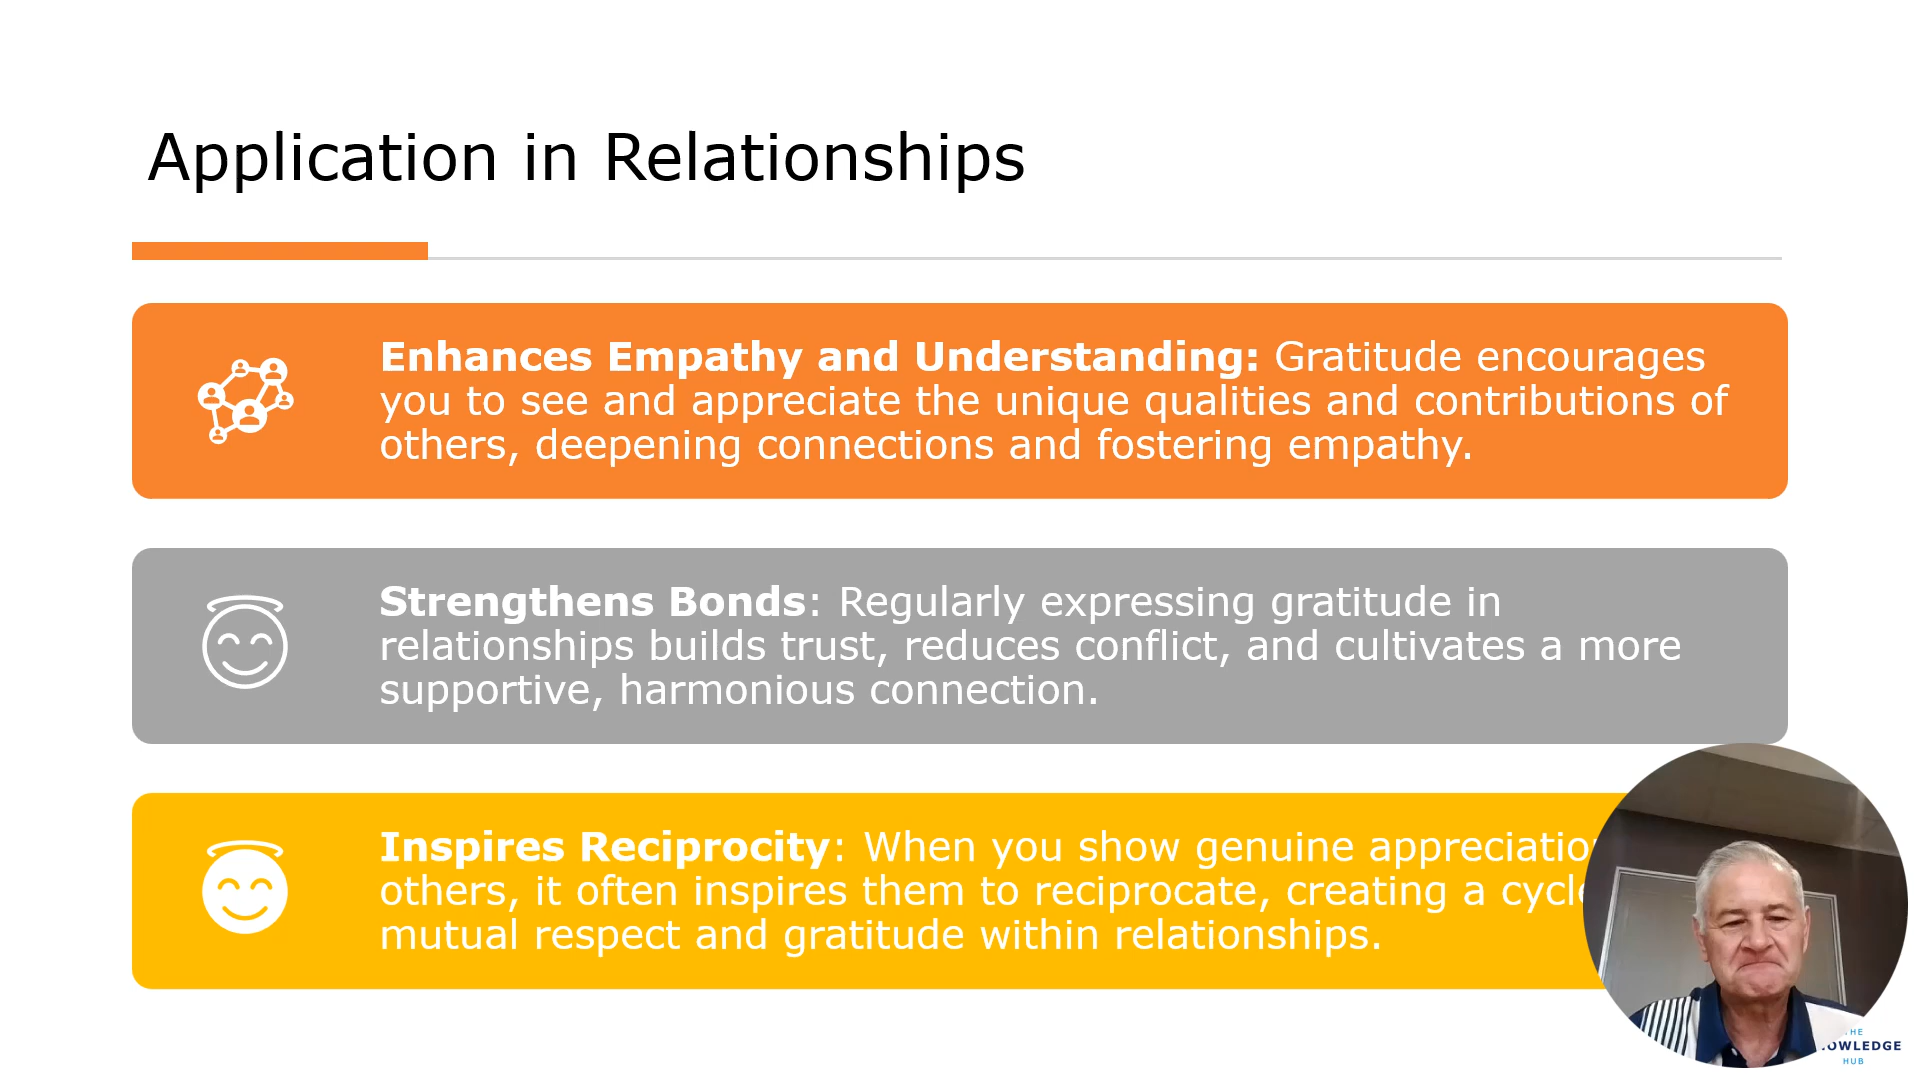 Application in Relationships
Enhances Empathy and Understanding: Gratitude encourages
you to see and appreciate the unique qualities and contributions of
others, deepening connections and fostering empathy.
Strengthens Bonds: Regularly expressing gratitude in
relationships builds trust, reduces conflict, and cultivates a more
supportive, harmonious connection.
Inspires Reciprocity: When you show genuine
others, it often inspires them to reciprocate, creating a
mutual respect and gratitude within relationships.
HUB